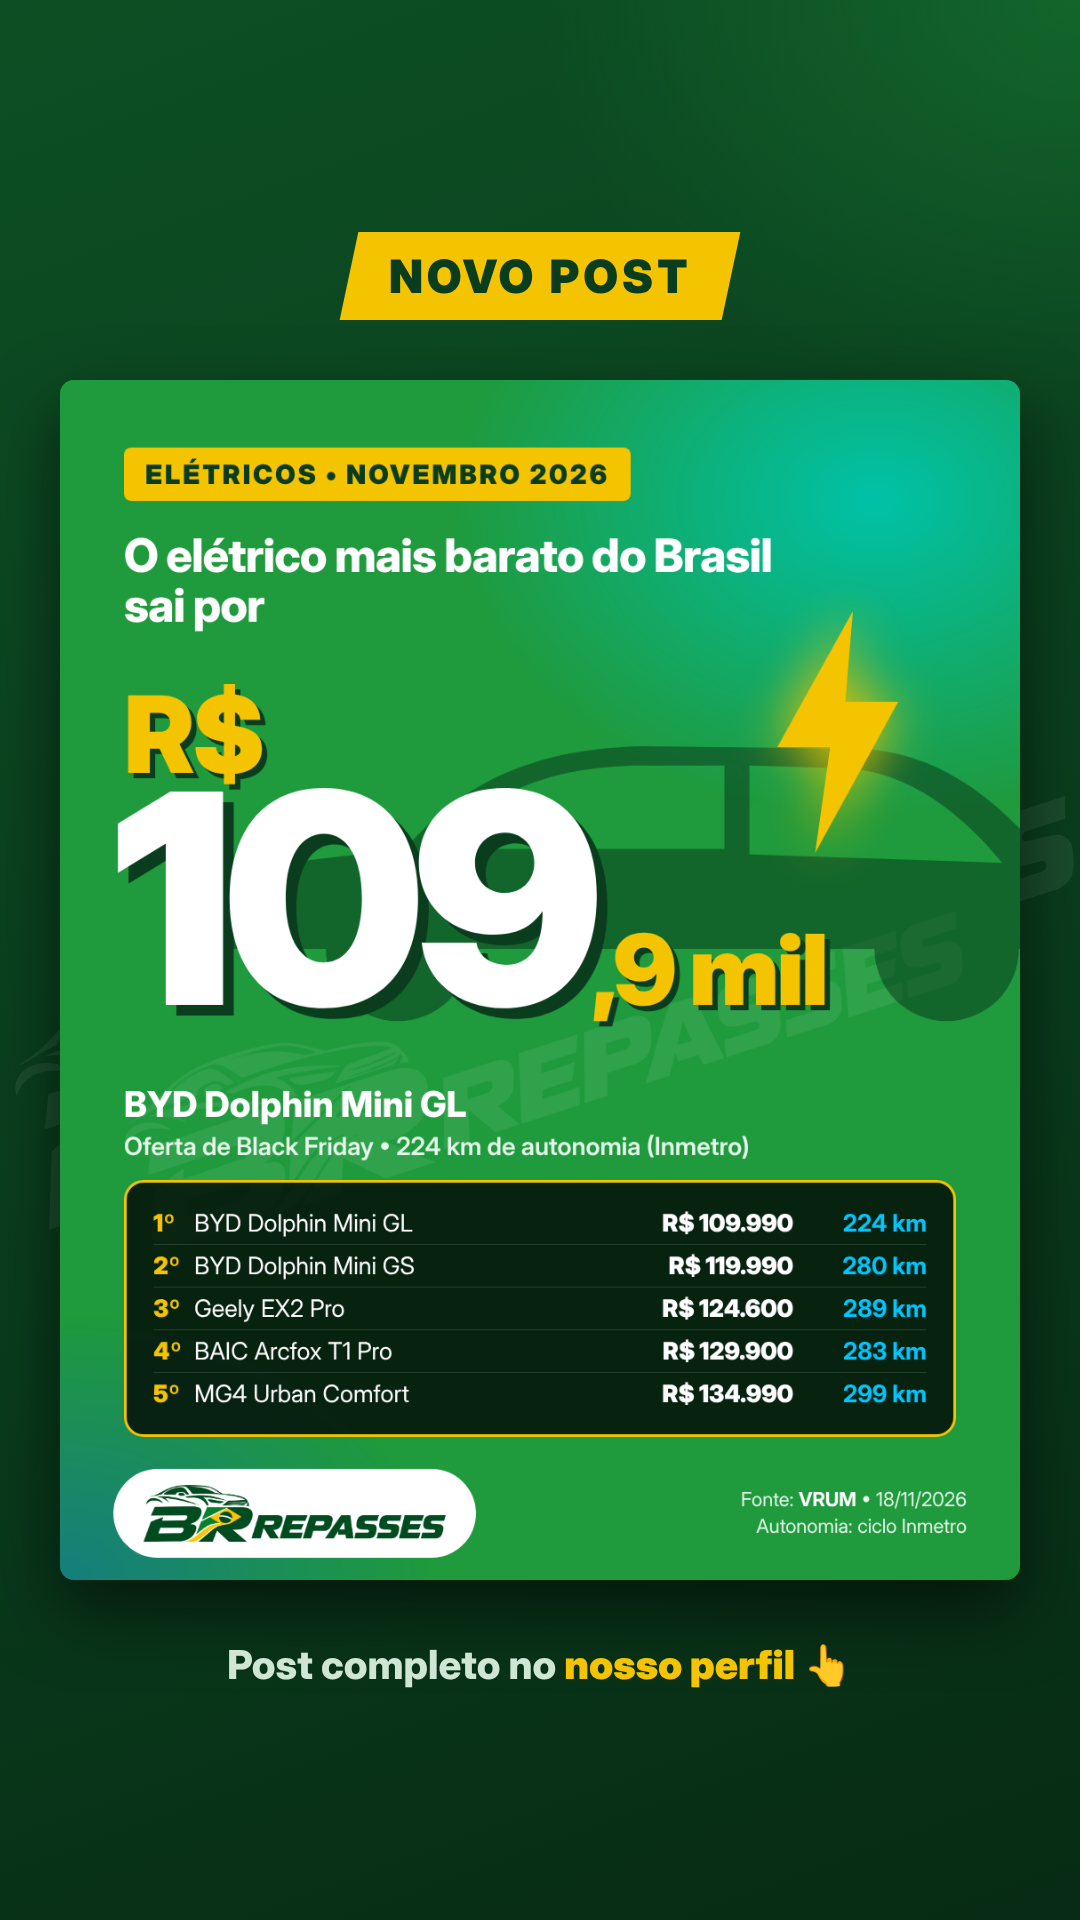 NOVO POST
ELÉTRICOS • NOVEMBRO 2026
O elétrico mais barato do Brasil
sai por
R$
109,9 mil
BYD Dolphin Mini GL
Oferta de Black Friday • 224 km de autonomia (Inmetro)
1º BYD Dolphin Mini GL R$ 109.990 224 km
2º BYD Dolphin Mini GS R$ 119.990 280 km
3º Geely EX2 Pro R$ 124.600 289 km
4º BAIC Arcfox T1 Pro R$ 129.900 283 km
5º MG4 Urban Comfort R$ 134.990 299 km
BR REPASSES
Fonte: VRUM • 18/11/2026
Autonomia: ciclo Inmetro
Post completo no nosso perfil 👆
BR REPASSES